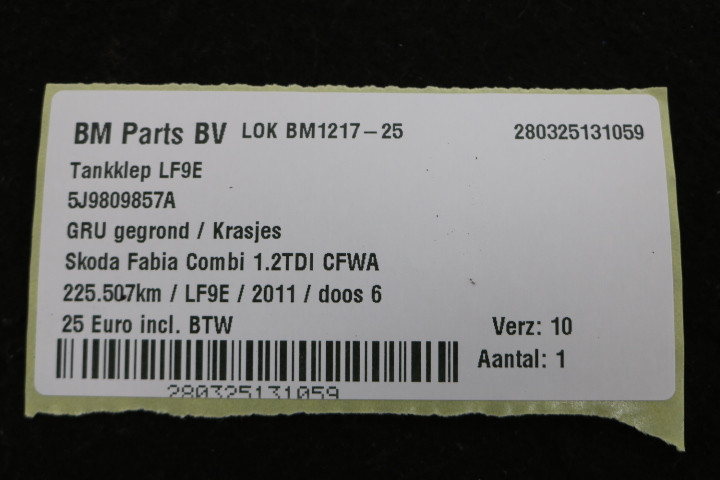 BM Parts BV LOK BM1217-25 280325131059
Tankklep LF9E
5J9809857A
GRU gegrond / Krasjes
Skoda Fabia Combi 1.2TDI CFWA
225.507km / LF9E / 2011 / doos 6
25 Euro incl. BTW Verz: 10
Aantal: 1
280325131059